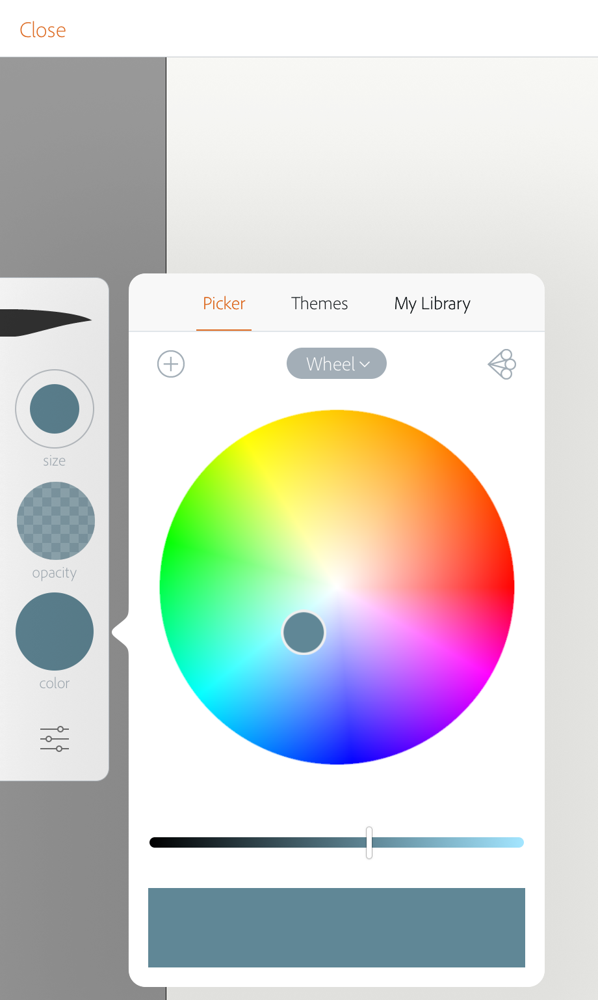 Close
Picker Themes My Library
Wheel
size
opacity
color